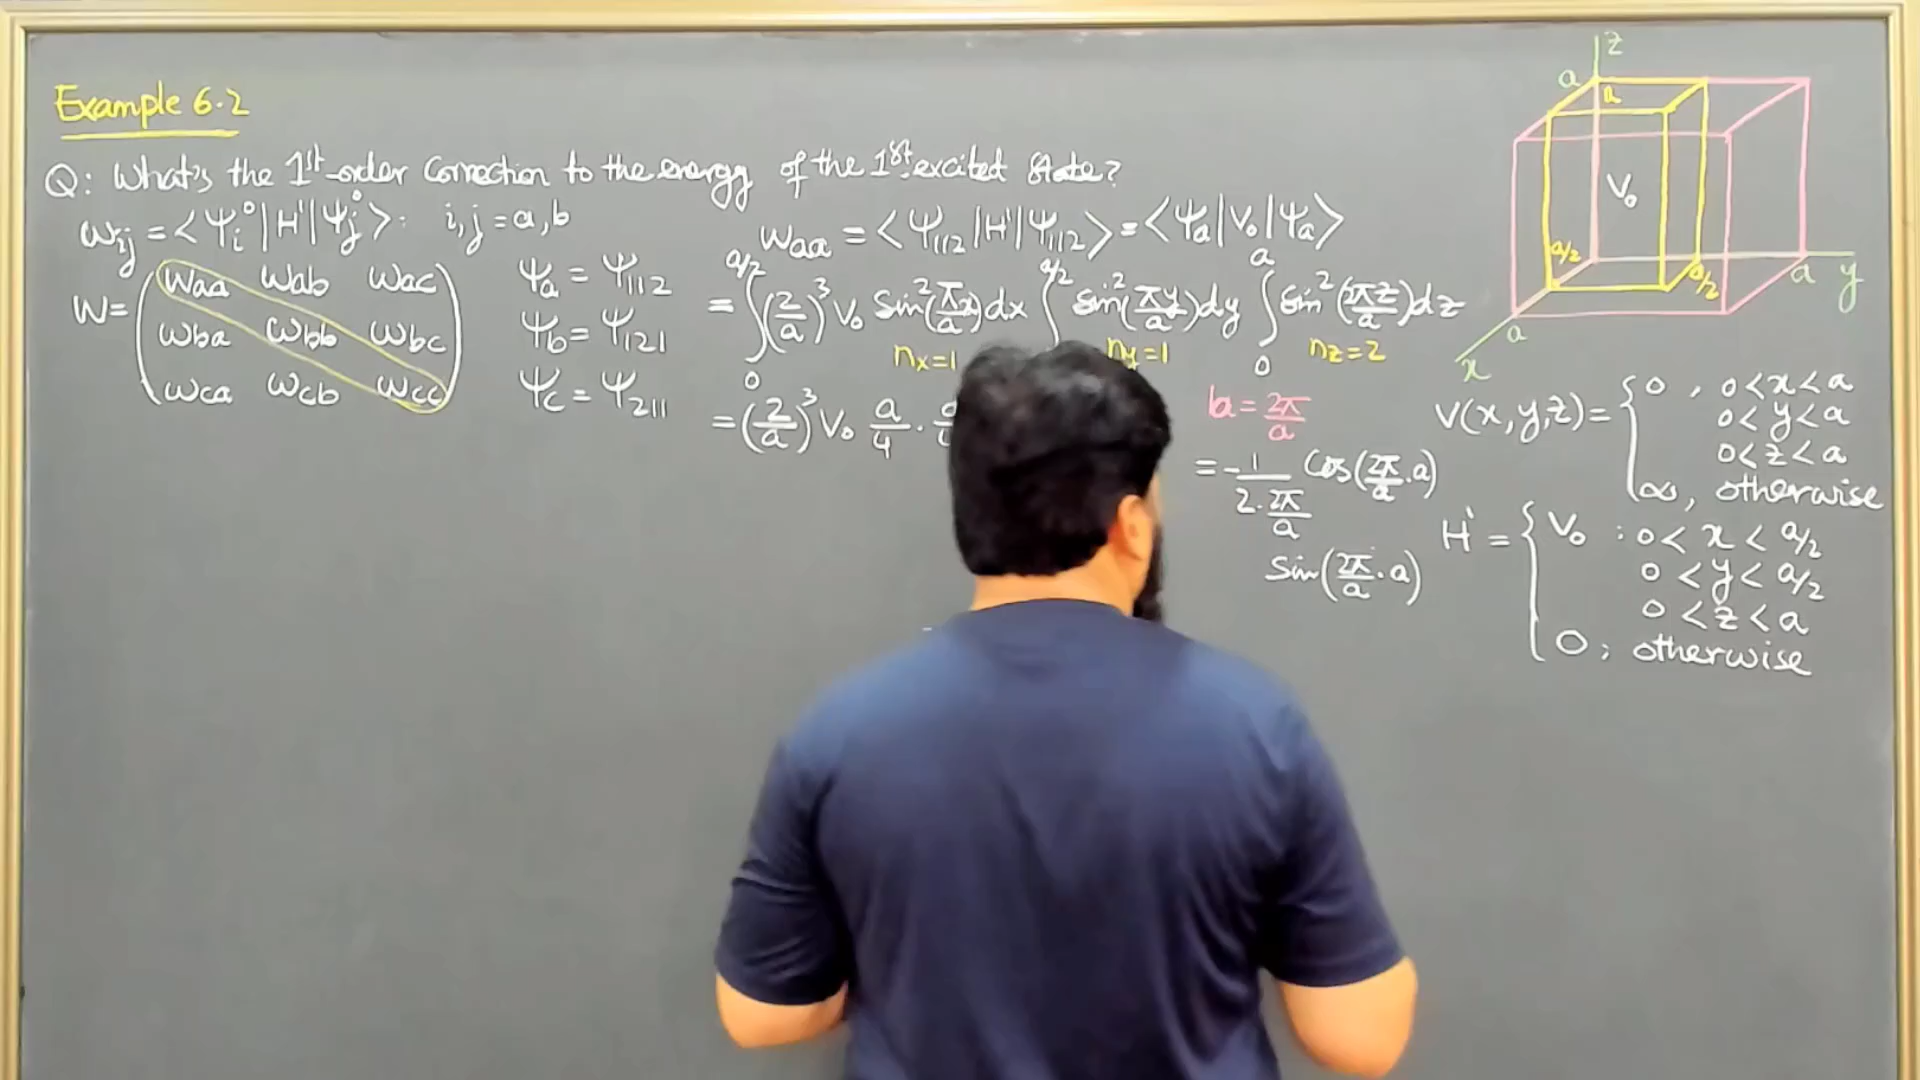 Example 6.2
Q: What's the 1st-order Correction to the energy of the 1st excited State?
Wij = <Ψi⁰|H'|Ψj⁰>: i,j = a,b
W = (Waa Wab Wac
Wba Wbb Wbc
Wca Wcb Wcc)
Ψa = Ψ112
Ψb = Ψ121
Ψc = Ψ211
Waa = <Ψ112|H'|Ψ112> = <Ψa|V₀|Ψa>
= ∫₀^(a/2) (2/a)³ V₀ Sin²(πx/a)dx ∫^(a/2) sin²(πy/a)dy ∫₀^a sin²(2πz/a)dz
nx=1 ny=1 nz=2
= (2/a)³ V₀ a/4 ·
ba = 2π/a
= -1/(2·2π/a) Cos(2π/a · a)
Sin(2π/a · a)
z
a
a
V₀
a/2
a/2
a
y
a
x
V(x,y,z) = { 0 , 0<x<a
0<y<a
0<z<a
∞, otherwise
H' = { V₀ : 0 < x < a/2
0 < y < a/2
0 < z < a
0 ; otherwise